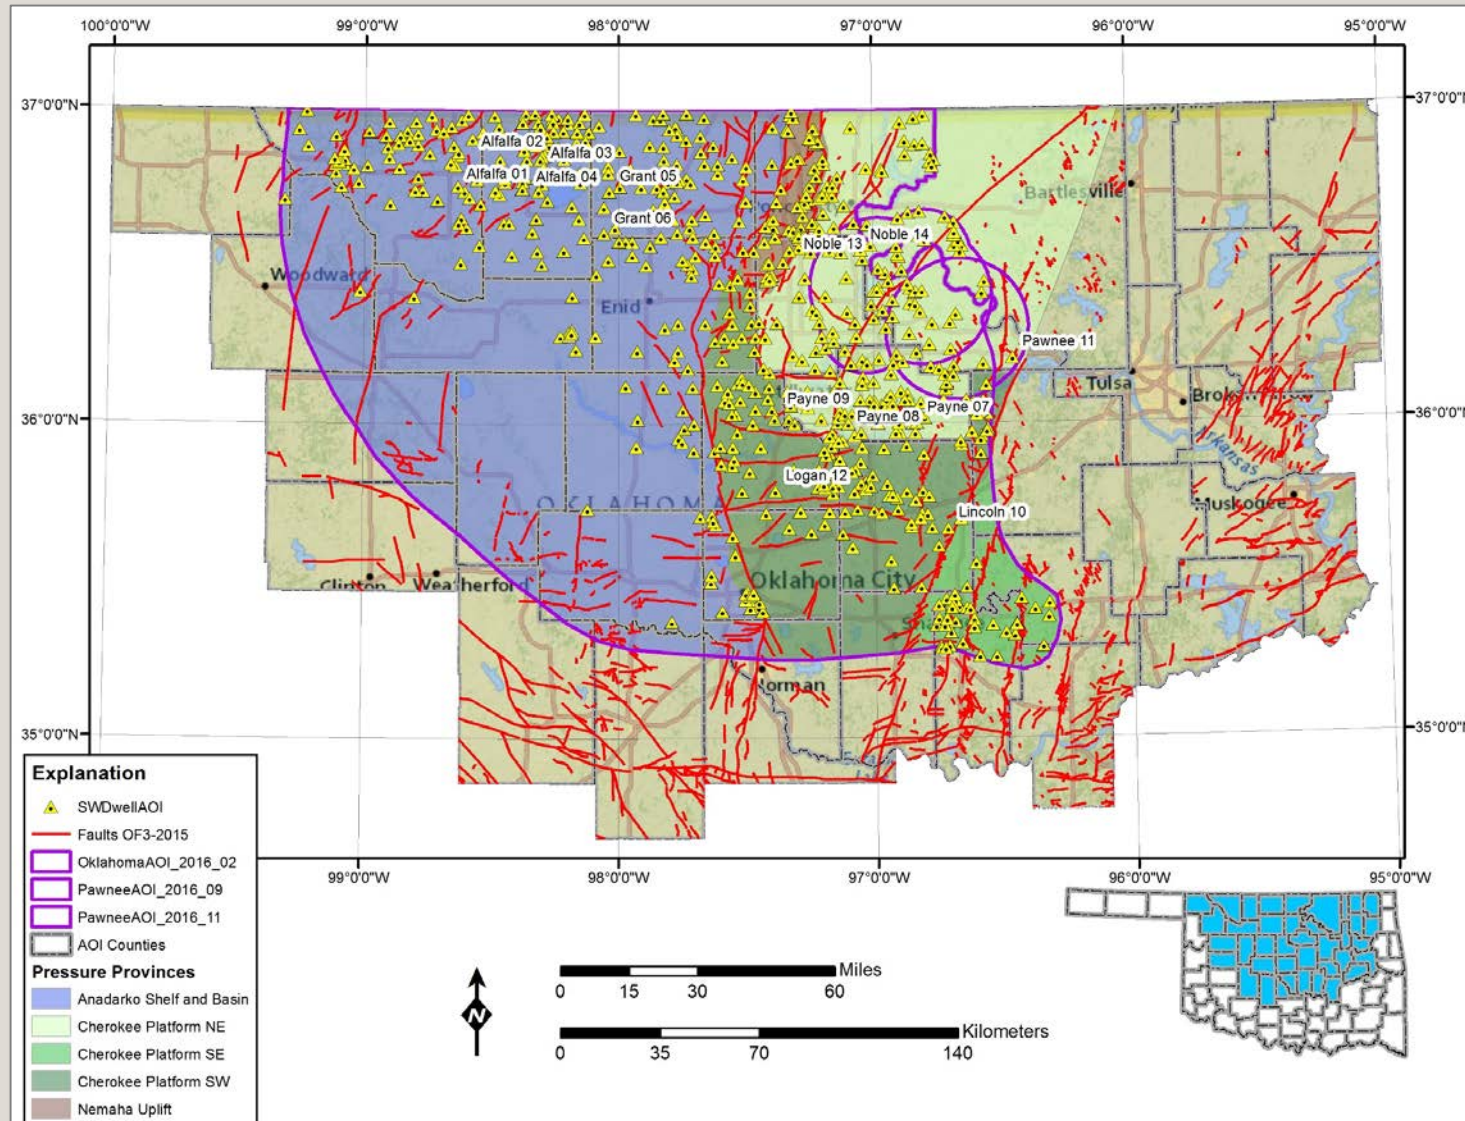 100°0'0"W 99°0'0"W 98°0'0"W 97°0'0"W 96°0'0"W 95°0'0"W
37°0'0"N 37°0'0"N
Alfalfa 02
Alfalfa 03
Alfalfa 01 Alfalfa 04 Grant 05
Bartlesville
Grant 06
Noble 13 Noble 14
Woodward
Enid
Pawnee 11
Tulsa
Payne 09 Payne 07
Payne 08
36°0'0"N 36°0'0"N
Arkansas
Logan 12
OKLAHOMA
Muskogee
Lincoln 10
Oklahoma City
Clinton Weatherford
Norman
35°0'0"N 35°0'0"N
99°0'0"W 98°0'0"W 97°0'0"W 96°0'0"W 95°0'0"W
Explanation
SWDwellAOI
Faults OF3-2015
OklahomaAOI_2016_02
PawneeAOI_2016_09
PawneeAOI_2016_11
AOI Counties
Pressure Provinces
Anadarko Shelf and Basin
Cherokee Platform NE
Cherokee Platform SE
Cherokee Platform SW
Nemaha Uplift
N
Miles
0 15 30 60
Kilometers
0 35 70 140